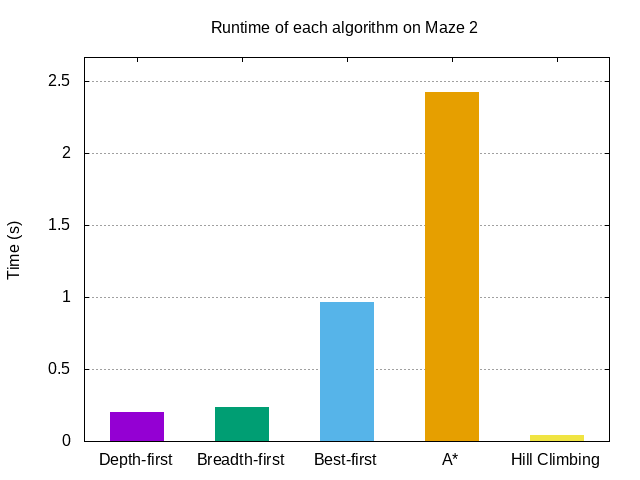 Runtime of each algorithm on Maze 2
2.5
2
1.5
1
0.5
0
Time (s)
Depth-first Breadth-first Best-first A* Hill Climbing